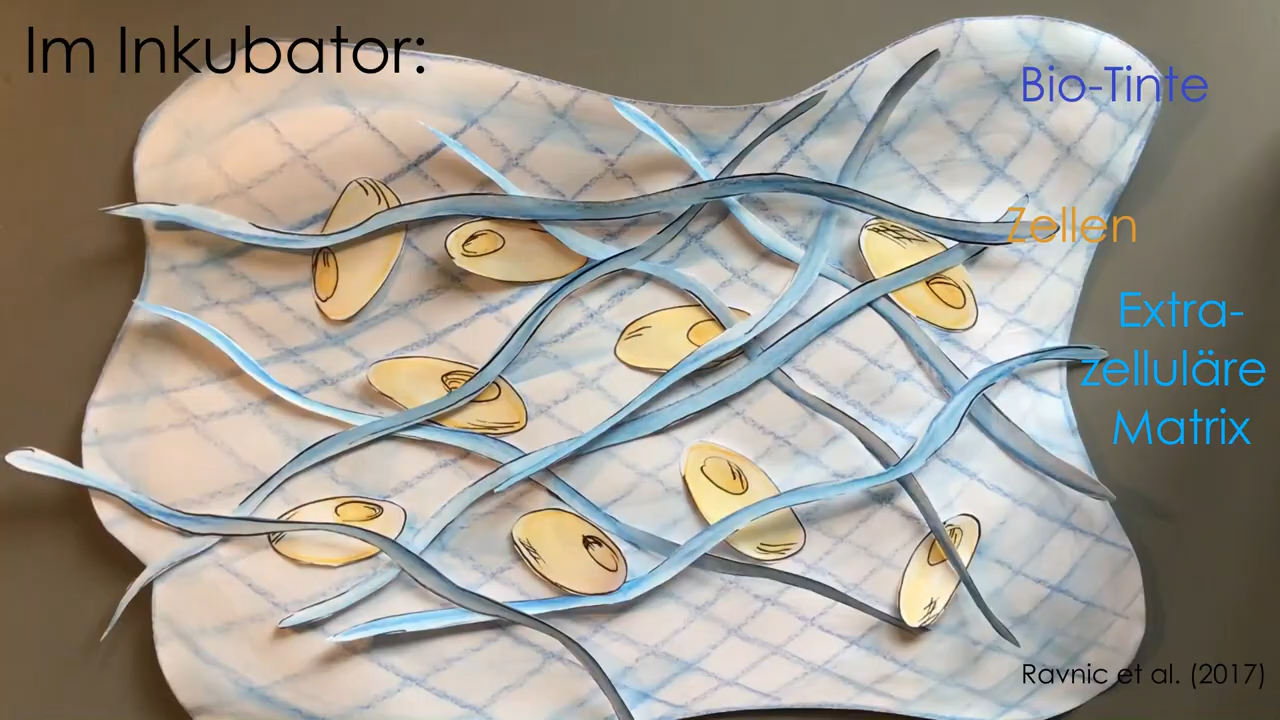 Im Inkubator:
Bio-Tinte
Zellen
Extra-
zelluläre
Matrix
Ravnic et al. (2017)